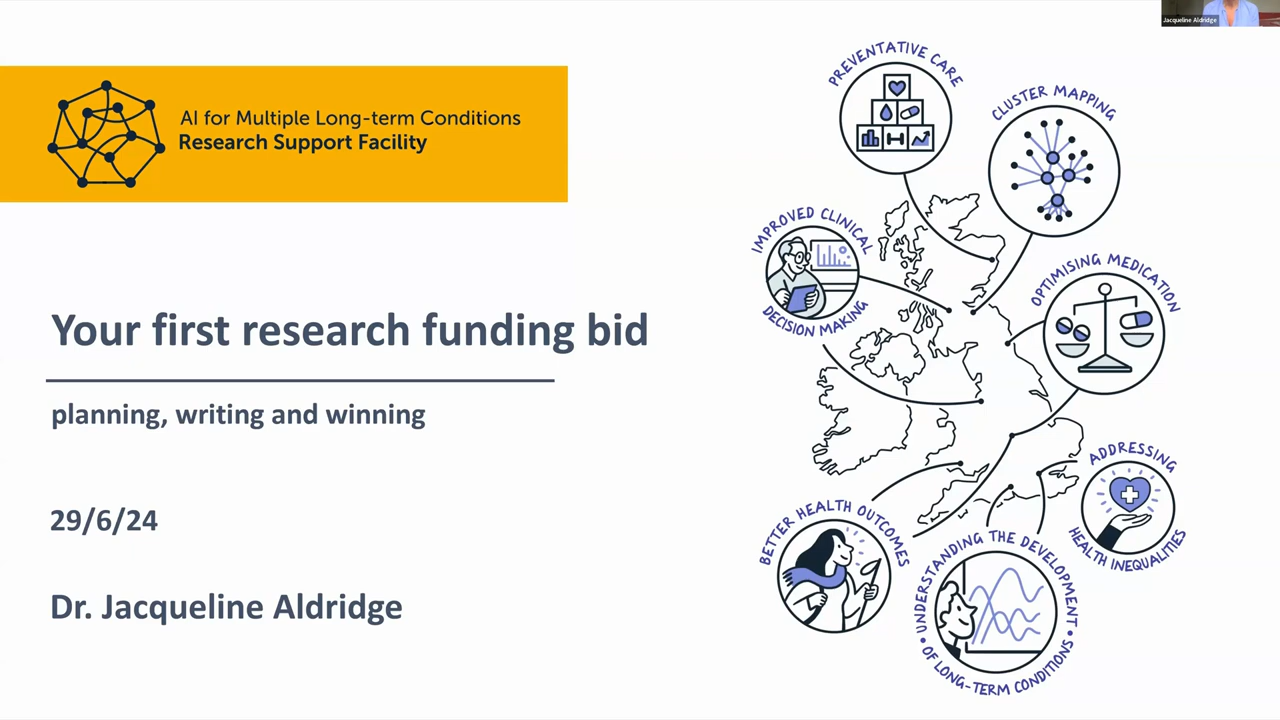 Jacqueline Aldridge
AI for Multiple Long-term Conditions
Research Support Facility
Your first research funding bid
planning, writing and winning
29/6/24
Dr. Jacqueline Aldridge
PREVENTATIVE CARE
CLUSTER MAPPING
IMPROVED CLINICAL
DECISION MAKING
OPTIMISING MEDICATION
ADDRESSING
HEALTH INEQUALITIES
BETTER HEALTH OUTCOMES
• UNDERSTANDING THE DEVELOPMENT •
OF LONG-TERM CONDITIONS